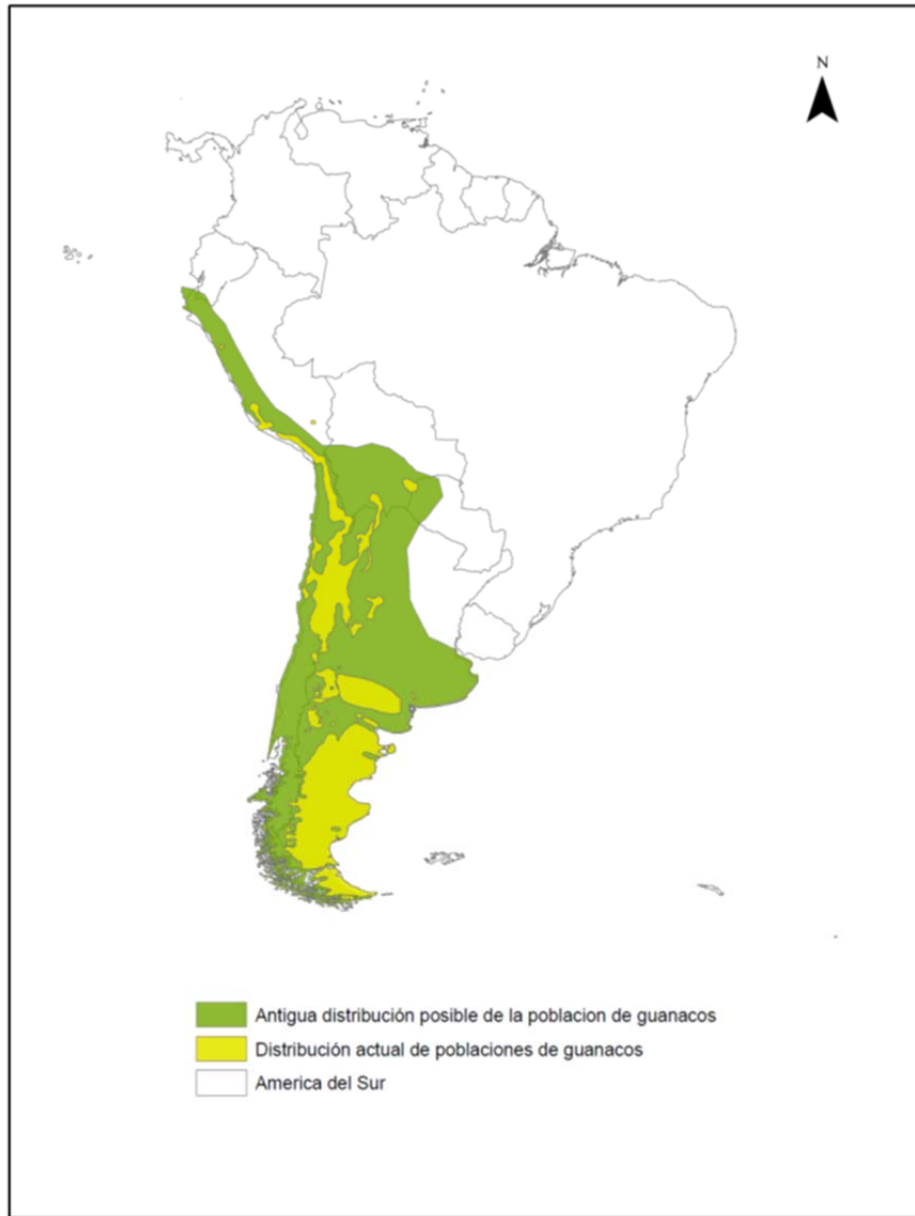 N
Antigua distribución posible de la poblacion de guanacos
Distribución actual de poblaciones de guanacos
America del Sur